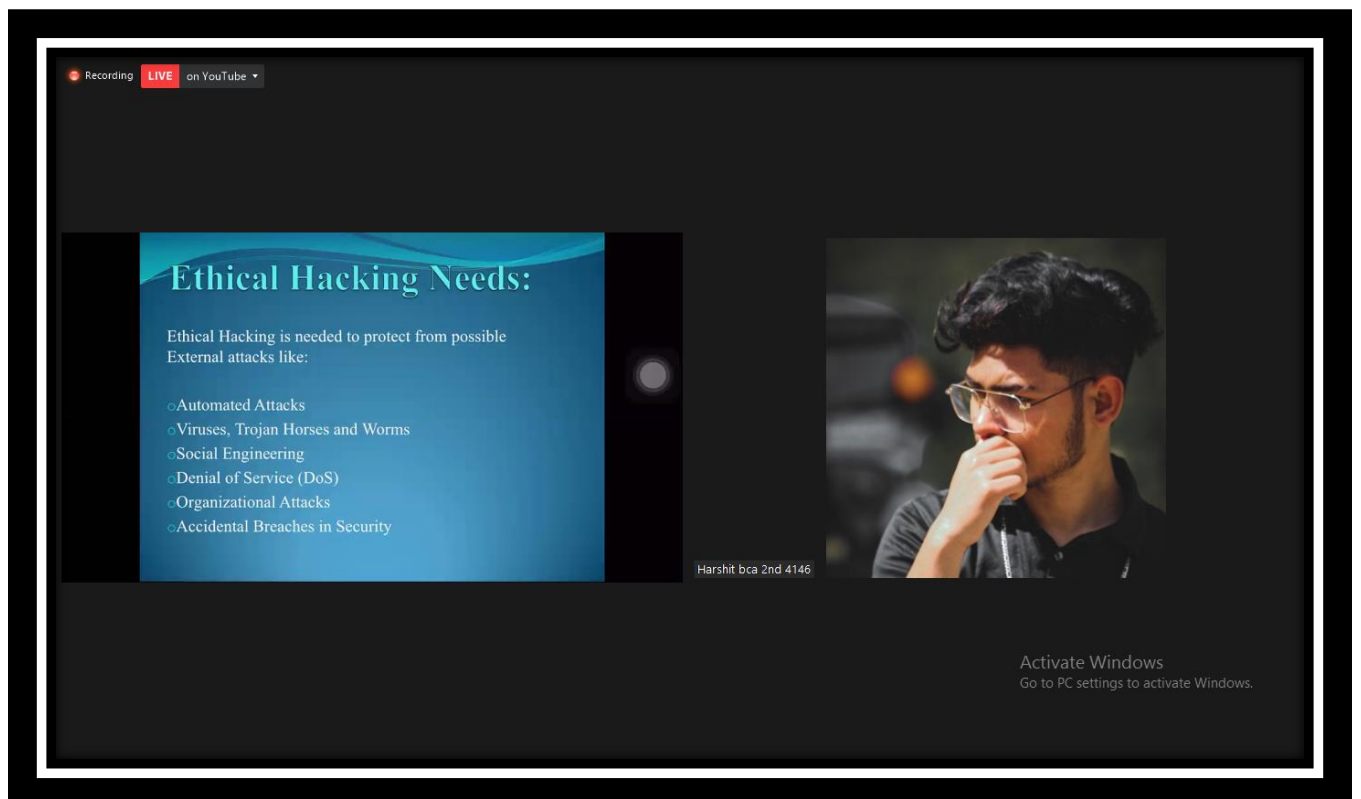 Recording LIVE on YouTube
Ethical Hacking Needs:
Ethical Hacking is needed to protect from possible
External attacks like:
Automated Attacks
Viruses, Trojan Horses and Worms
Social Engineering
Denial of Service (DoS)
Organizational Attacks
Accidental Breaches in Security
Harshit bca 2nd 4146
Activate Windows
Go to PC settings to activate Windows.